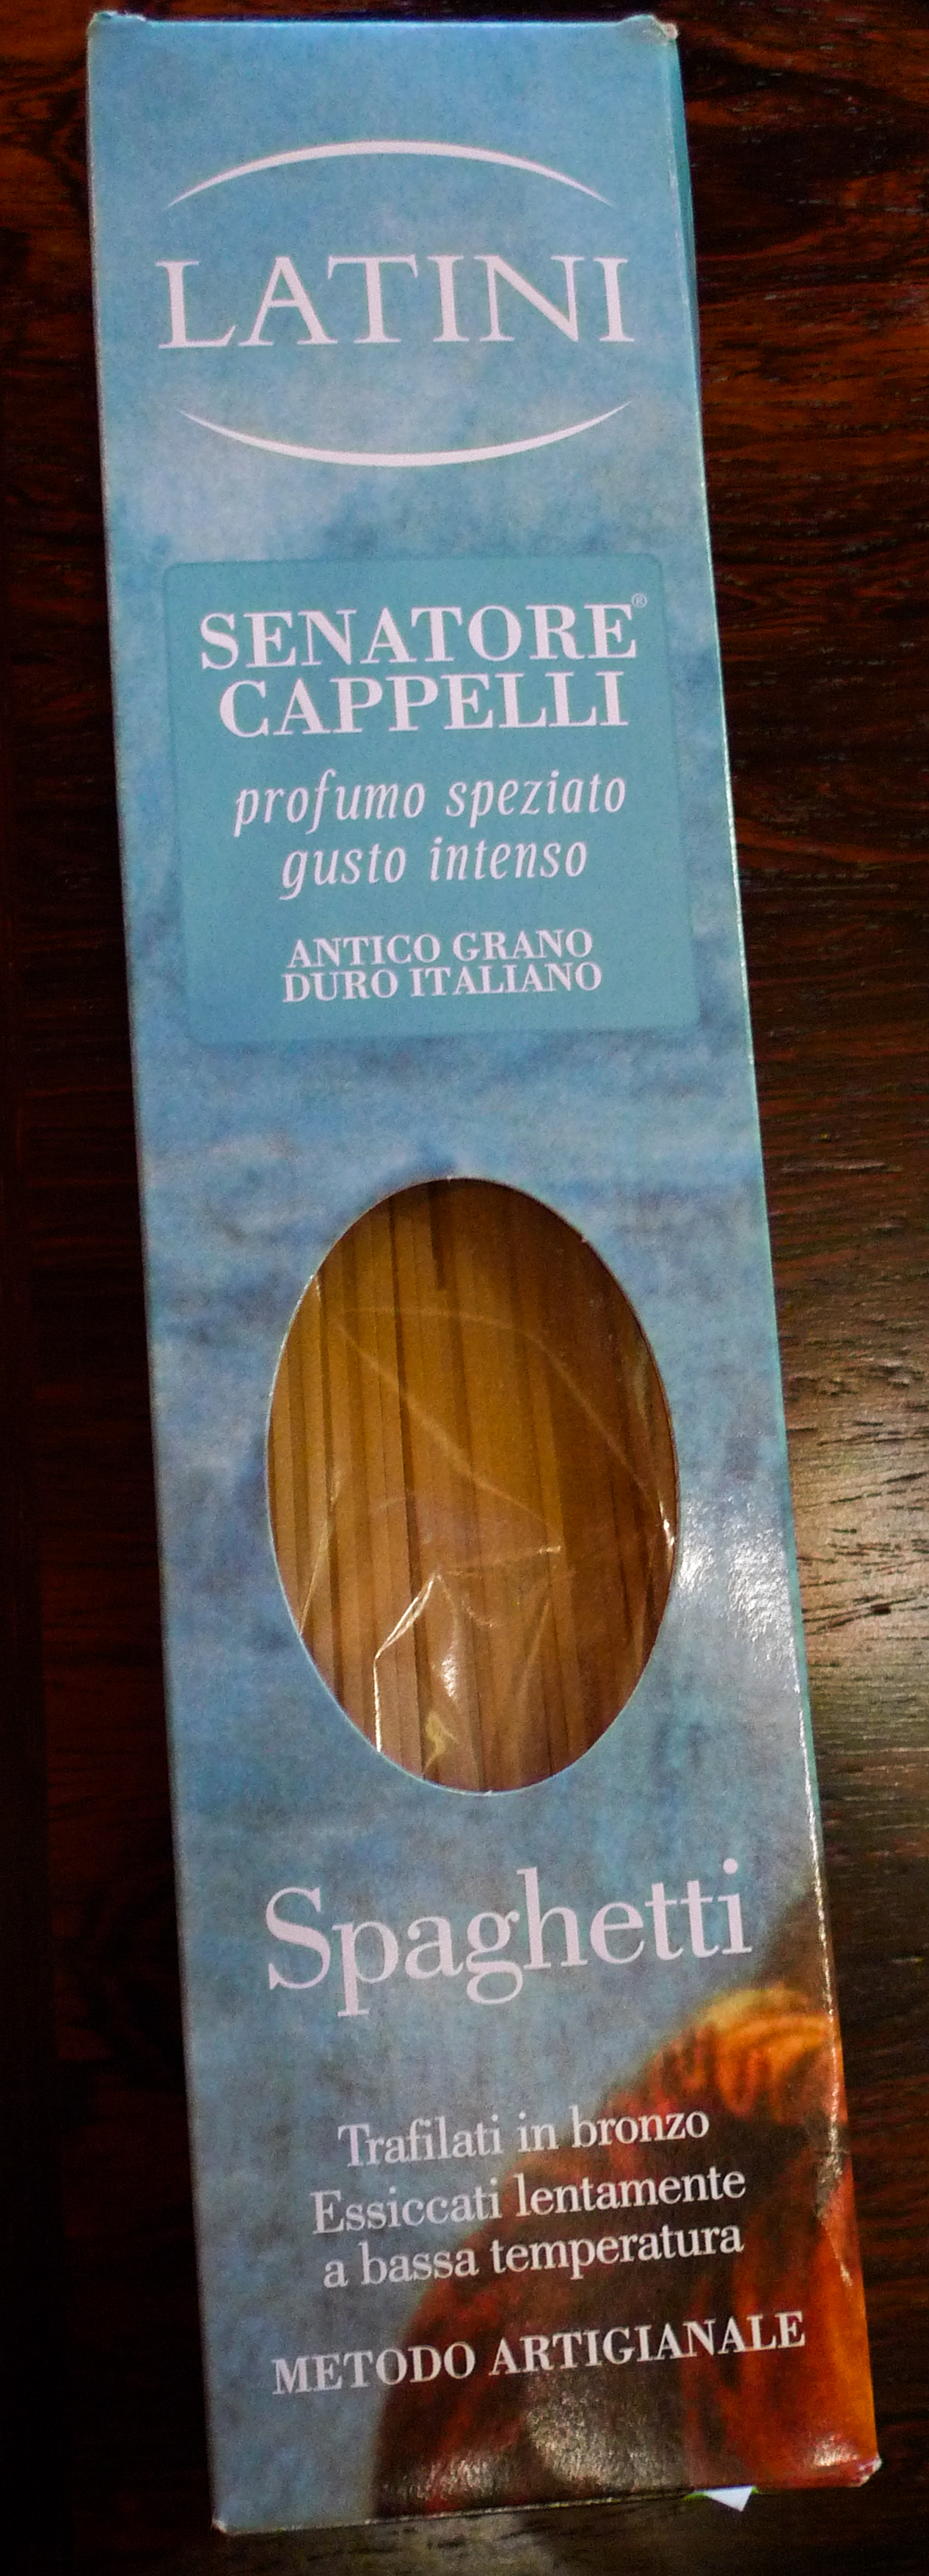 LATINI
SENATORE®
CAPPELLI
profumo speziato
gusto intenso
ANTICO GRANO
DURO ITALIANO
Spaghetti
Trafilati in bronzo
Essiccati lentamente
a bassa temperatura
METODO ARTIGIANALE